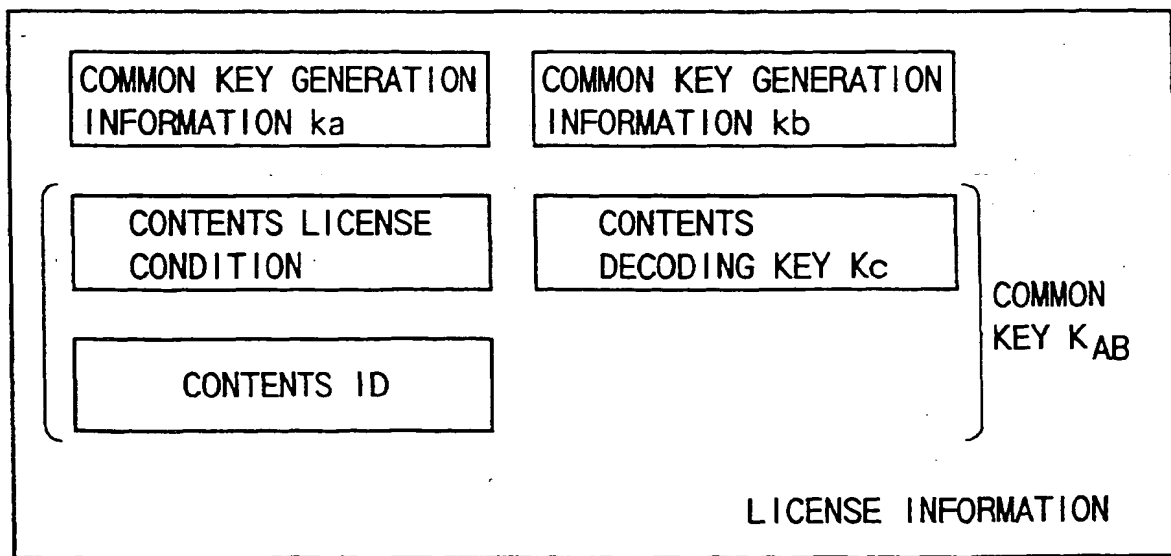 COMMON KEY GENERATION
INFORMATION ka
COMMON KEY GENERATION
INFORMATION kb
CONTENTS LICENSE
CONDITION
CONTENTS
DECODING KEY Kc
CONTENTS ID
COMMON
KEY KAB
LICENSE INFORMATION